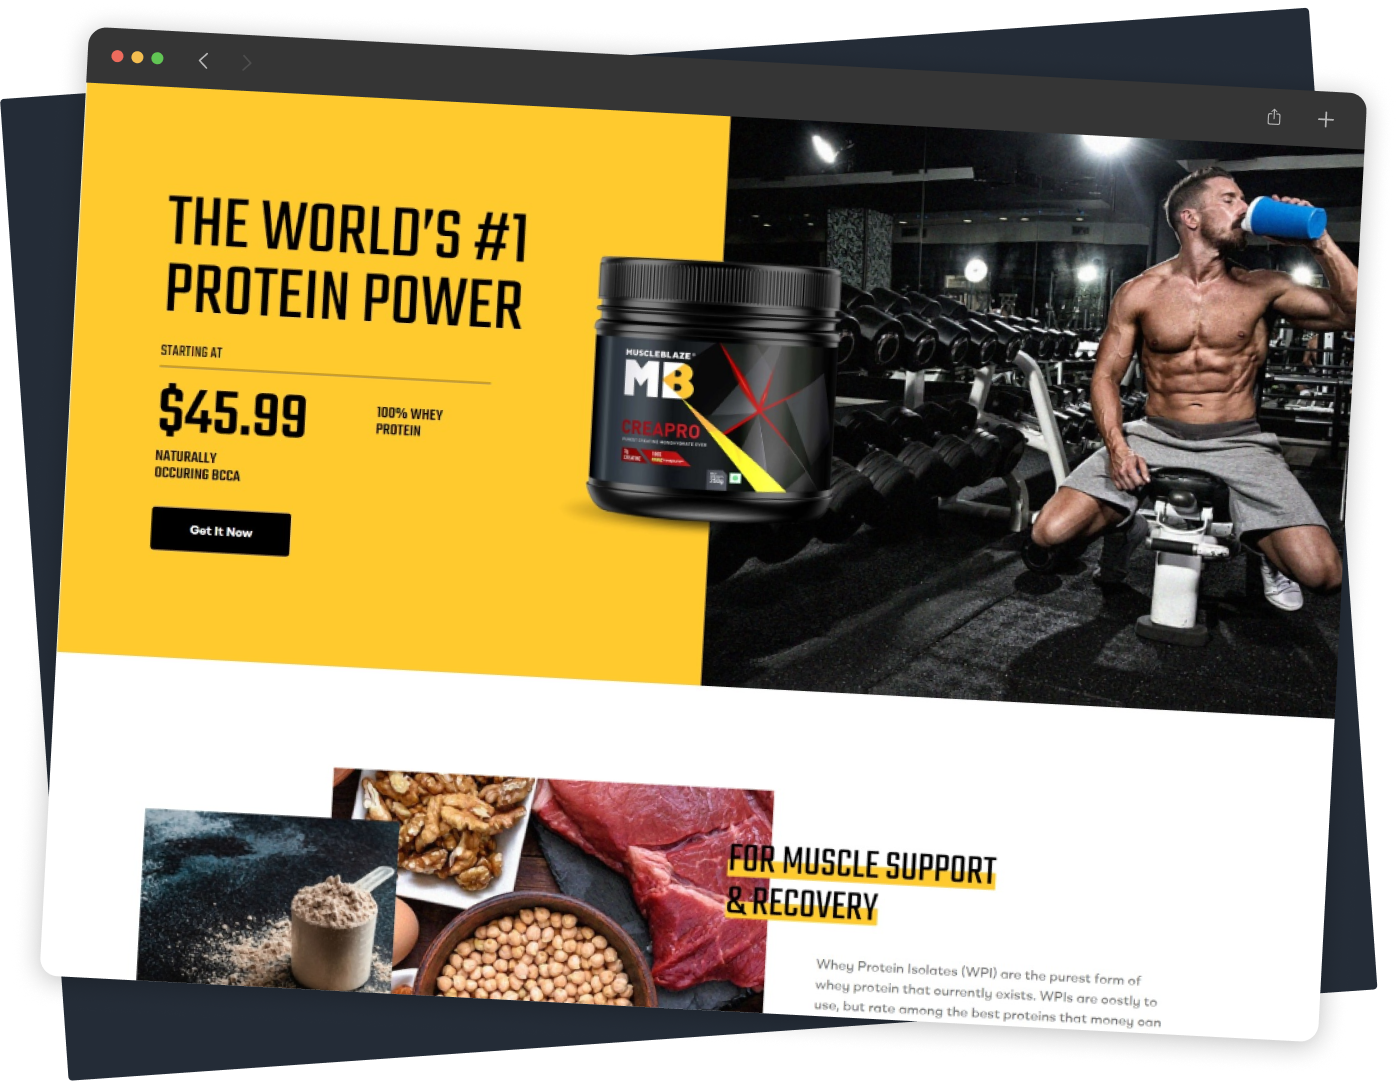 THE WORLD'S #1
PROTEIN POWER
STARTING AT
$45.99
100% WHEY
PROTEIN
NATURALLY
OCCURING BCCA
Get It Now
MUSCLEBLAZE
MB
CREAPRO
FOR MUSCLE SUPPORT
& RECOVERY
Whey Protein Isolates (WPI) are the purest form of
whey protein that currently exists. WPIs are costly to
use, but rate among the best proteins that money can